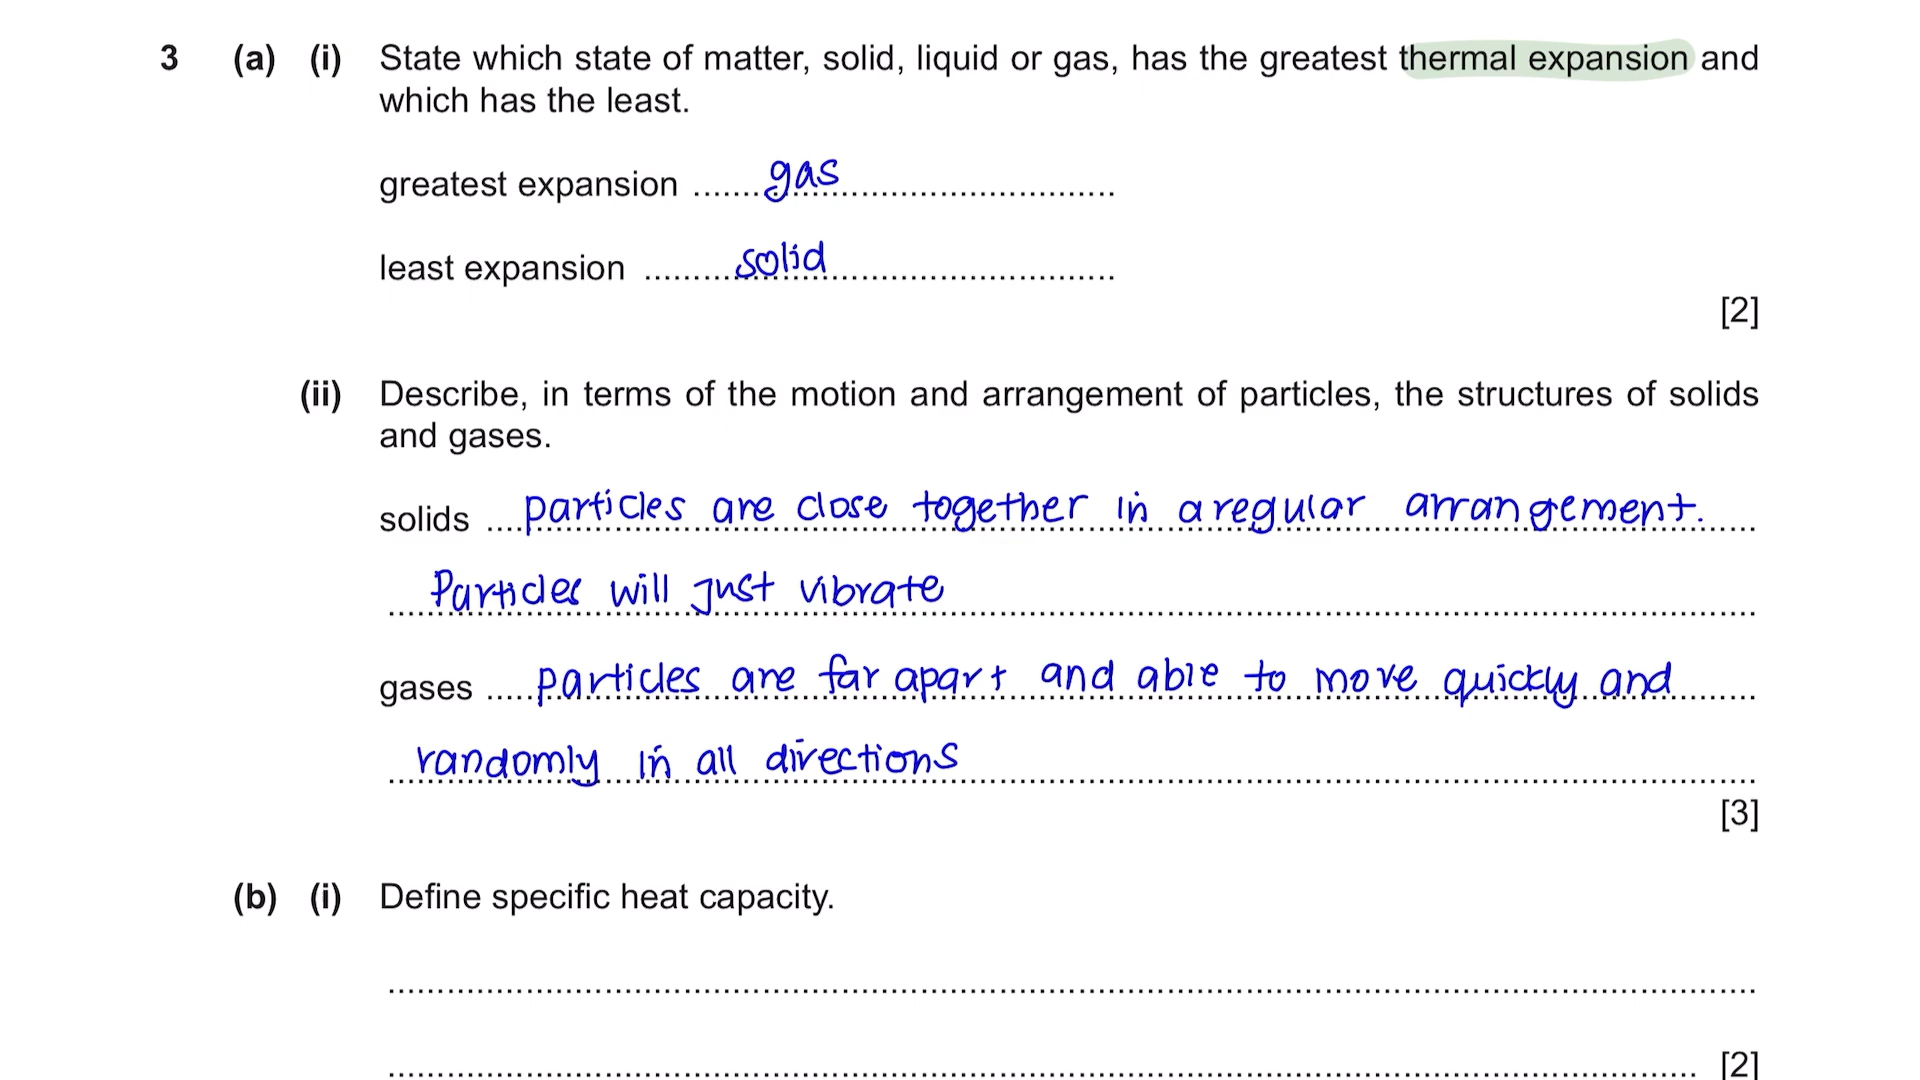 3 (a) (i) State which state of matter, solid, liquid or gas, has the greatest thermal expansion and
which has the least.
greatest expansion ....... gas ..............................
least expansion ......... solid ..............................
[2]
(ii) Describe, in terms of the motion and arrangement of particles, the structures of solids
and gases.
solids .... particles are close together in a regular arrangement.
Particles will just vibrate
gases ..... particles are far apart and able to move quickly and
randomly in all directions
[3]
(b) (i) Define specific heat capacity.
[2]